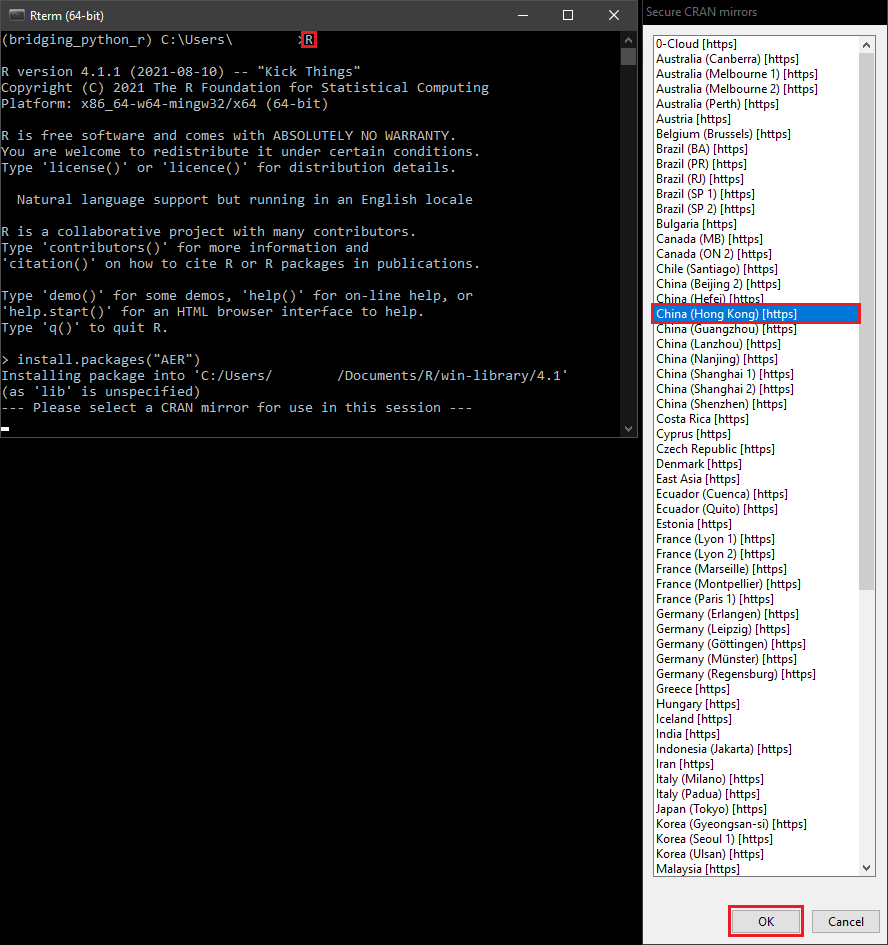 Rterm (64-bit)
(bridging_python_r) C:\Users\ >R
R version 4.1.1 (2021-08-10) -- "Kick Things"
Copyright (C) 2021 The R Foundation for Statistical Computing
Platform: x86_64-w64-mingw32/x64 (64-bit)
R is free software and comes with ABSOLUTELY NO WARRANTY.
You are welcome to redistribute it under certain conditions.
Type 'license()' or 'licence()' for distribution details.
Natural language support but running in an English locale
R is a collaborative project with many contributors.
Type 'contributors()' for more information and
'citation()' on how to cite R or R packages in publications.
Type 'demo()' for some demos, 'help()' for on-line help, or
'help.start()' for an HTML browser interface to help.
Type 'q()' to quit R.
> install.packages("AER")
Installing package into 'C:/Users/ /Documents/R/win-library/4.1'
(as 'lib' is unspecified)
--- Please select a CRAN mirror for use in this session ---
Secure CRAN mirrors
0-Cloud [https]
Australia (Canberra) [https]
Australia (Melbourne 1) [https]
Australia (Melbourne 2) [https]
Australia (Perth) [https]
Austria [https]
Belgium (Brussels) [https]
Brazil (BA) [https]
Brazil (PR) [https]
Brazil (RJ) [https]
Brazil (SP 1) [https]
Brazil (SP 2) [https]
Bulgaria [https]
Canada (MB) [https]
Canada (ON 2) [https]
Chile (Santiago) [https]
China (Beijing 2) [https]
China (Hefei) [https]
China (Hong Kong) [https]
China (Guangzhou) [https]
China (Lanzhou) [https]
China (Nanjing) [https]
China (Shanghai 1) [https]
China (Shanghai 2) [https]
China (Shenzhen) [https]
Costa Rica [https]
Cyprus [https]
Czech Republic [https]
Denmark [https]
East Asia [https]
Ecuador (Cuenca) [https]
Ecuador (Quito) [https]
Estonia [https]
France (Lyon 1) [https]
France (Lyon 2) [https]
France (Marseille) [https]
France (Montpellier) [https]
France (Paris 1) [https]
Germany (Erlangen) [https]
Germany (Leipzig) [https]
Germany (Göttingen) [https]
Germany (Münster) [https]
Germany (Regensburg) [https]
Greece [https]
Hungary [https]
Iceland [https]
India [https]
Indonesia (Jakarta) [https]
Iran [https]
Italy (Milano) [https]
Italy (Padua) [https]
Japan (Tokyo) [https]
Korea (Gyeongsan-si) [https]
Korea (Seoul 1) [https]
Korea (Ulsan) [https]
Malaysia [https]
OK
Cancel